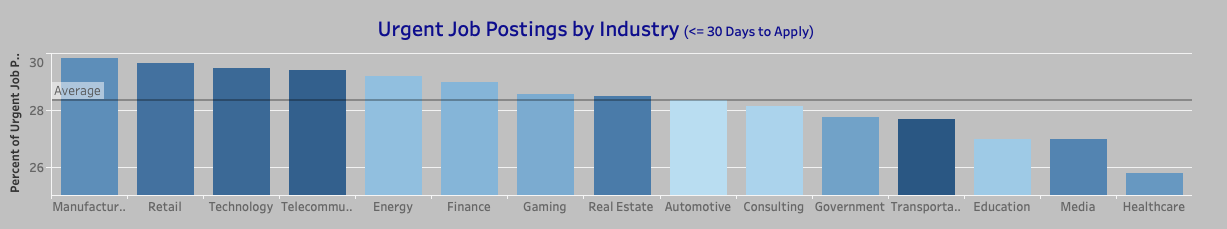 Urgent Job Postings by Industry (<= 30 Days to Apply)
Percent of Urgent Job P..
30
28
26
Average
Manufactur..
Retail
Technology
Telecommu..
Energy
Finance
Gaming
Real Estate
Automotive
Consulting
Government
Transporta..
Education
Media
Healthcare